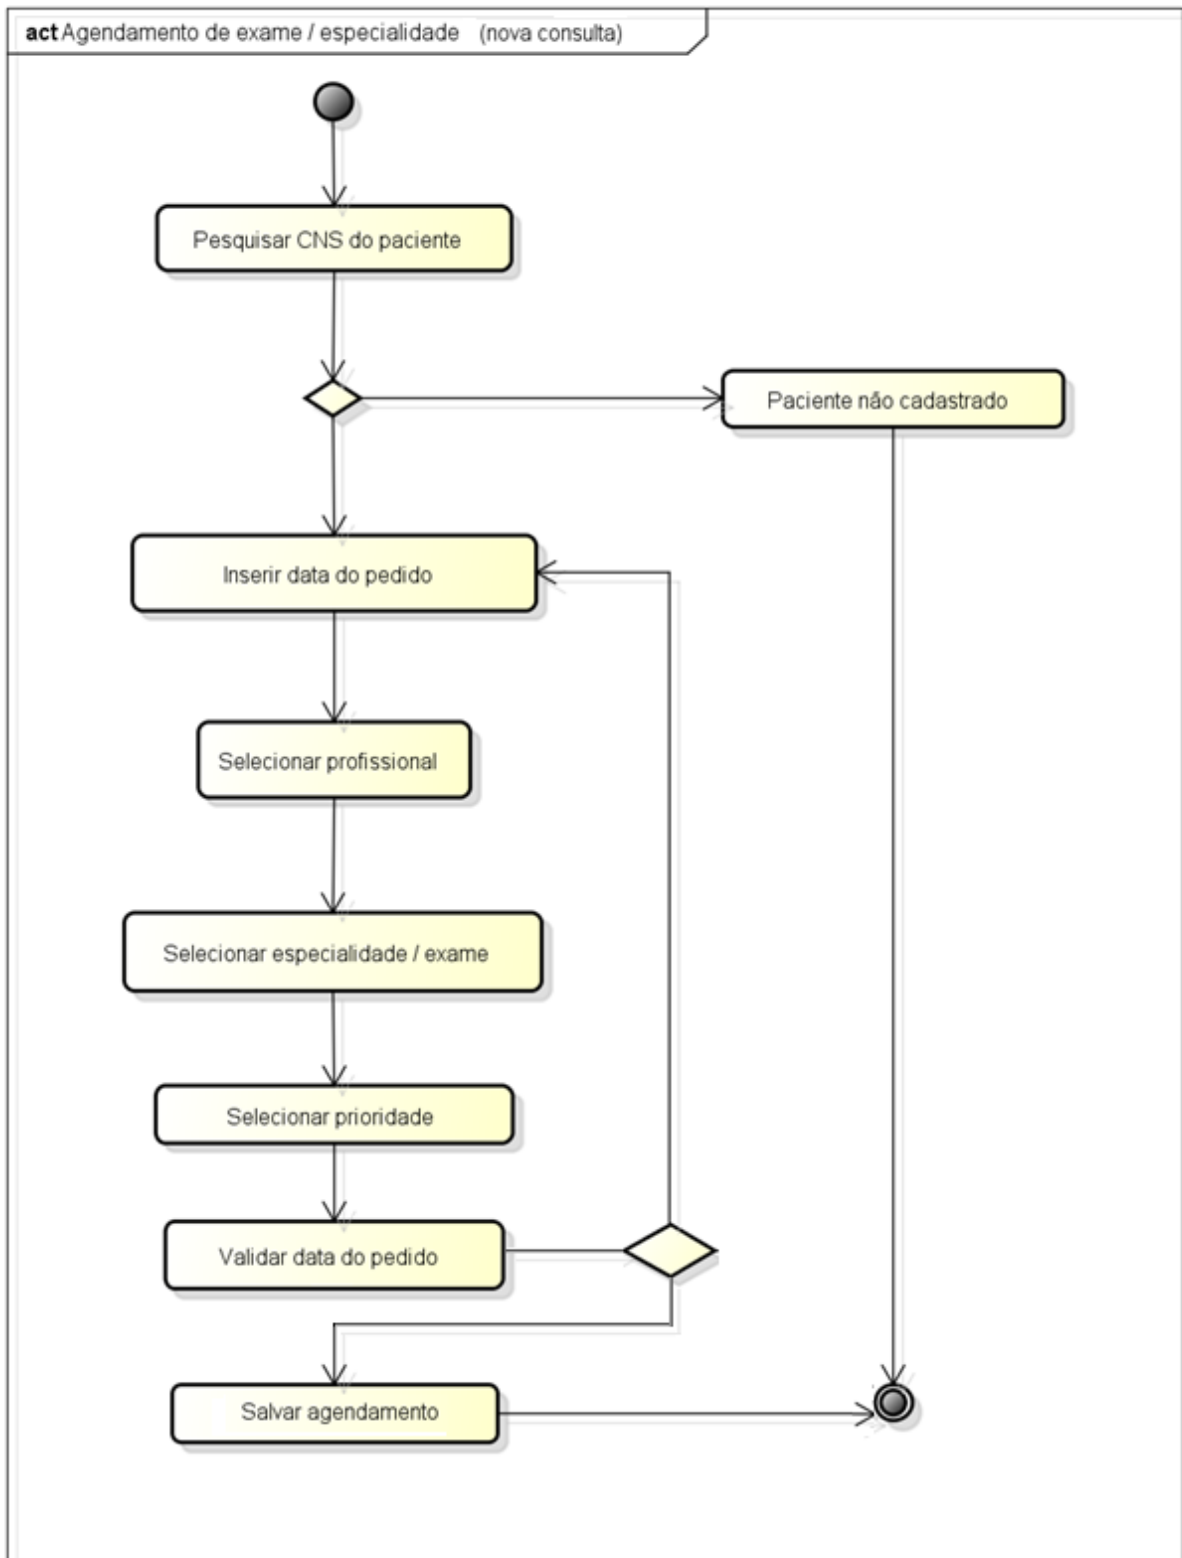 act Agendamento de exame / especialidade (nova consulta)
Pesquisar CNS do paciente
Paciente não cadastrado
Inserir data do pedido
Selecionar profissional
Selecionar especialidade / exame
Selecionar prioridade
Validar data do pedido
Salvar agendamento